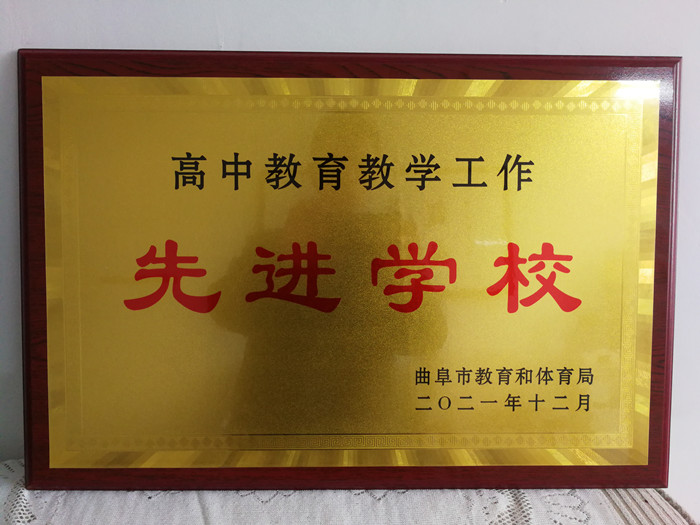 高中教育教学工作
先进学校
曲阜市教育和体育局
二〇二一年十二月